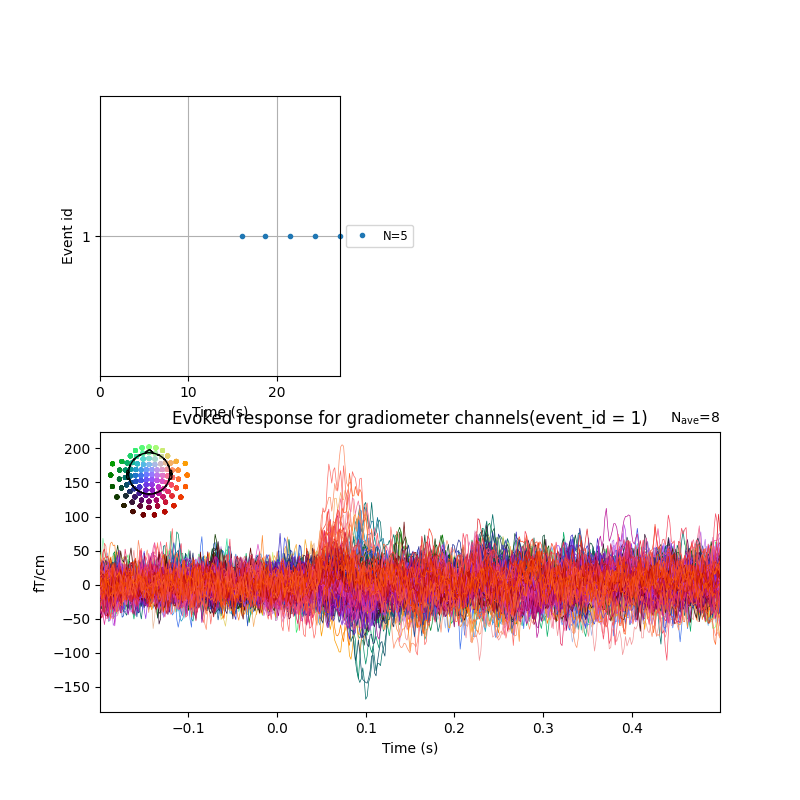 Event id
1
N=5
0 10 20
Time (s)
Evoked response for gradiometer channels(event_id = 1)
Nave=8
fT/cm
200
150
100
50
0
−50
−100
−150
−0.1 0.0 0.1 0.2 0.3 0.4
Time (s)